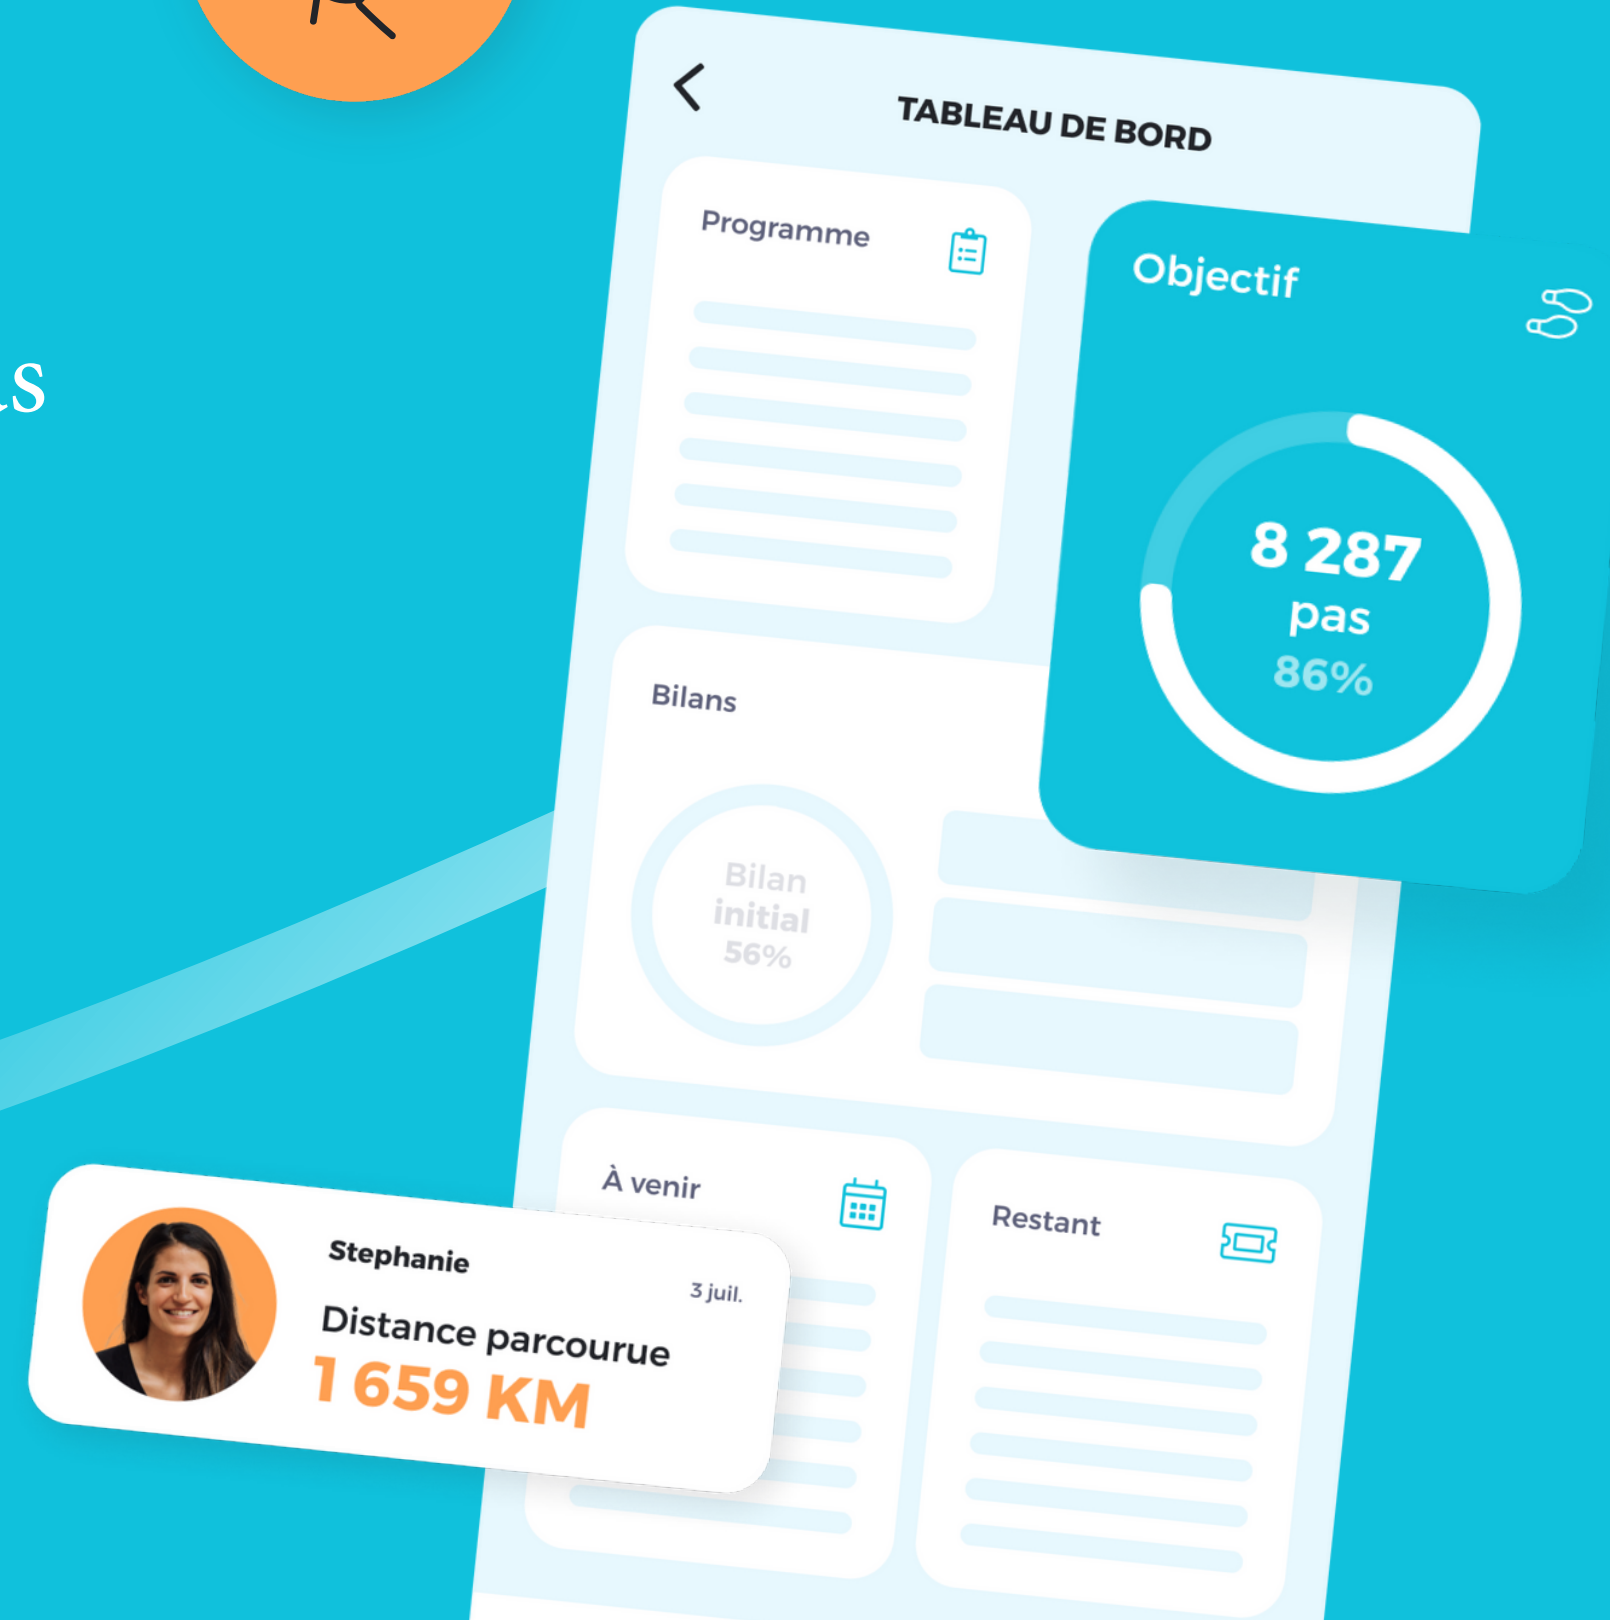 TABLEAU DE BORD
Programme
Objectif
8 287
pas
86%
Bilans
Bilan
initial
56%
À venir
Restant
Stephanie
3 juil.
Distance parcourue
1 659 KM